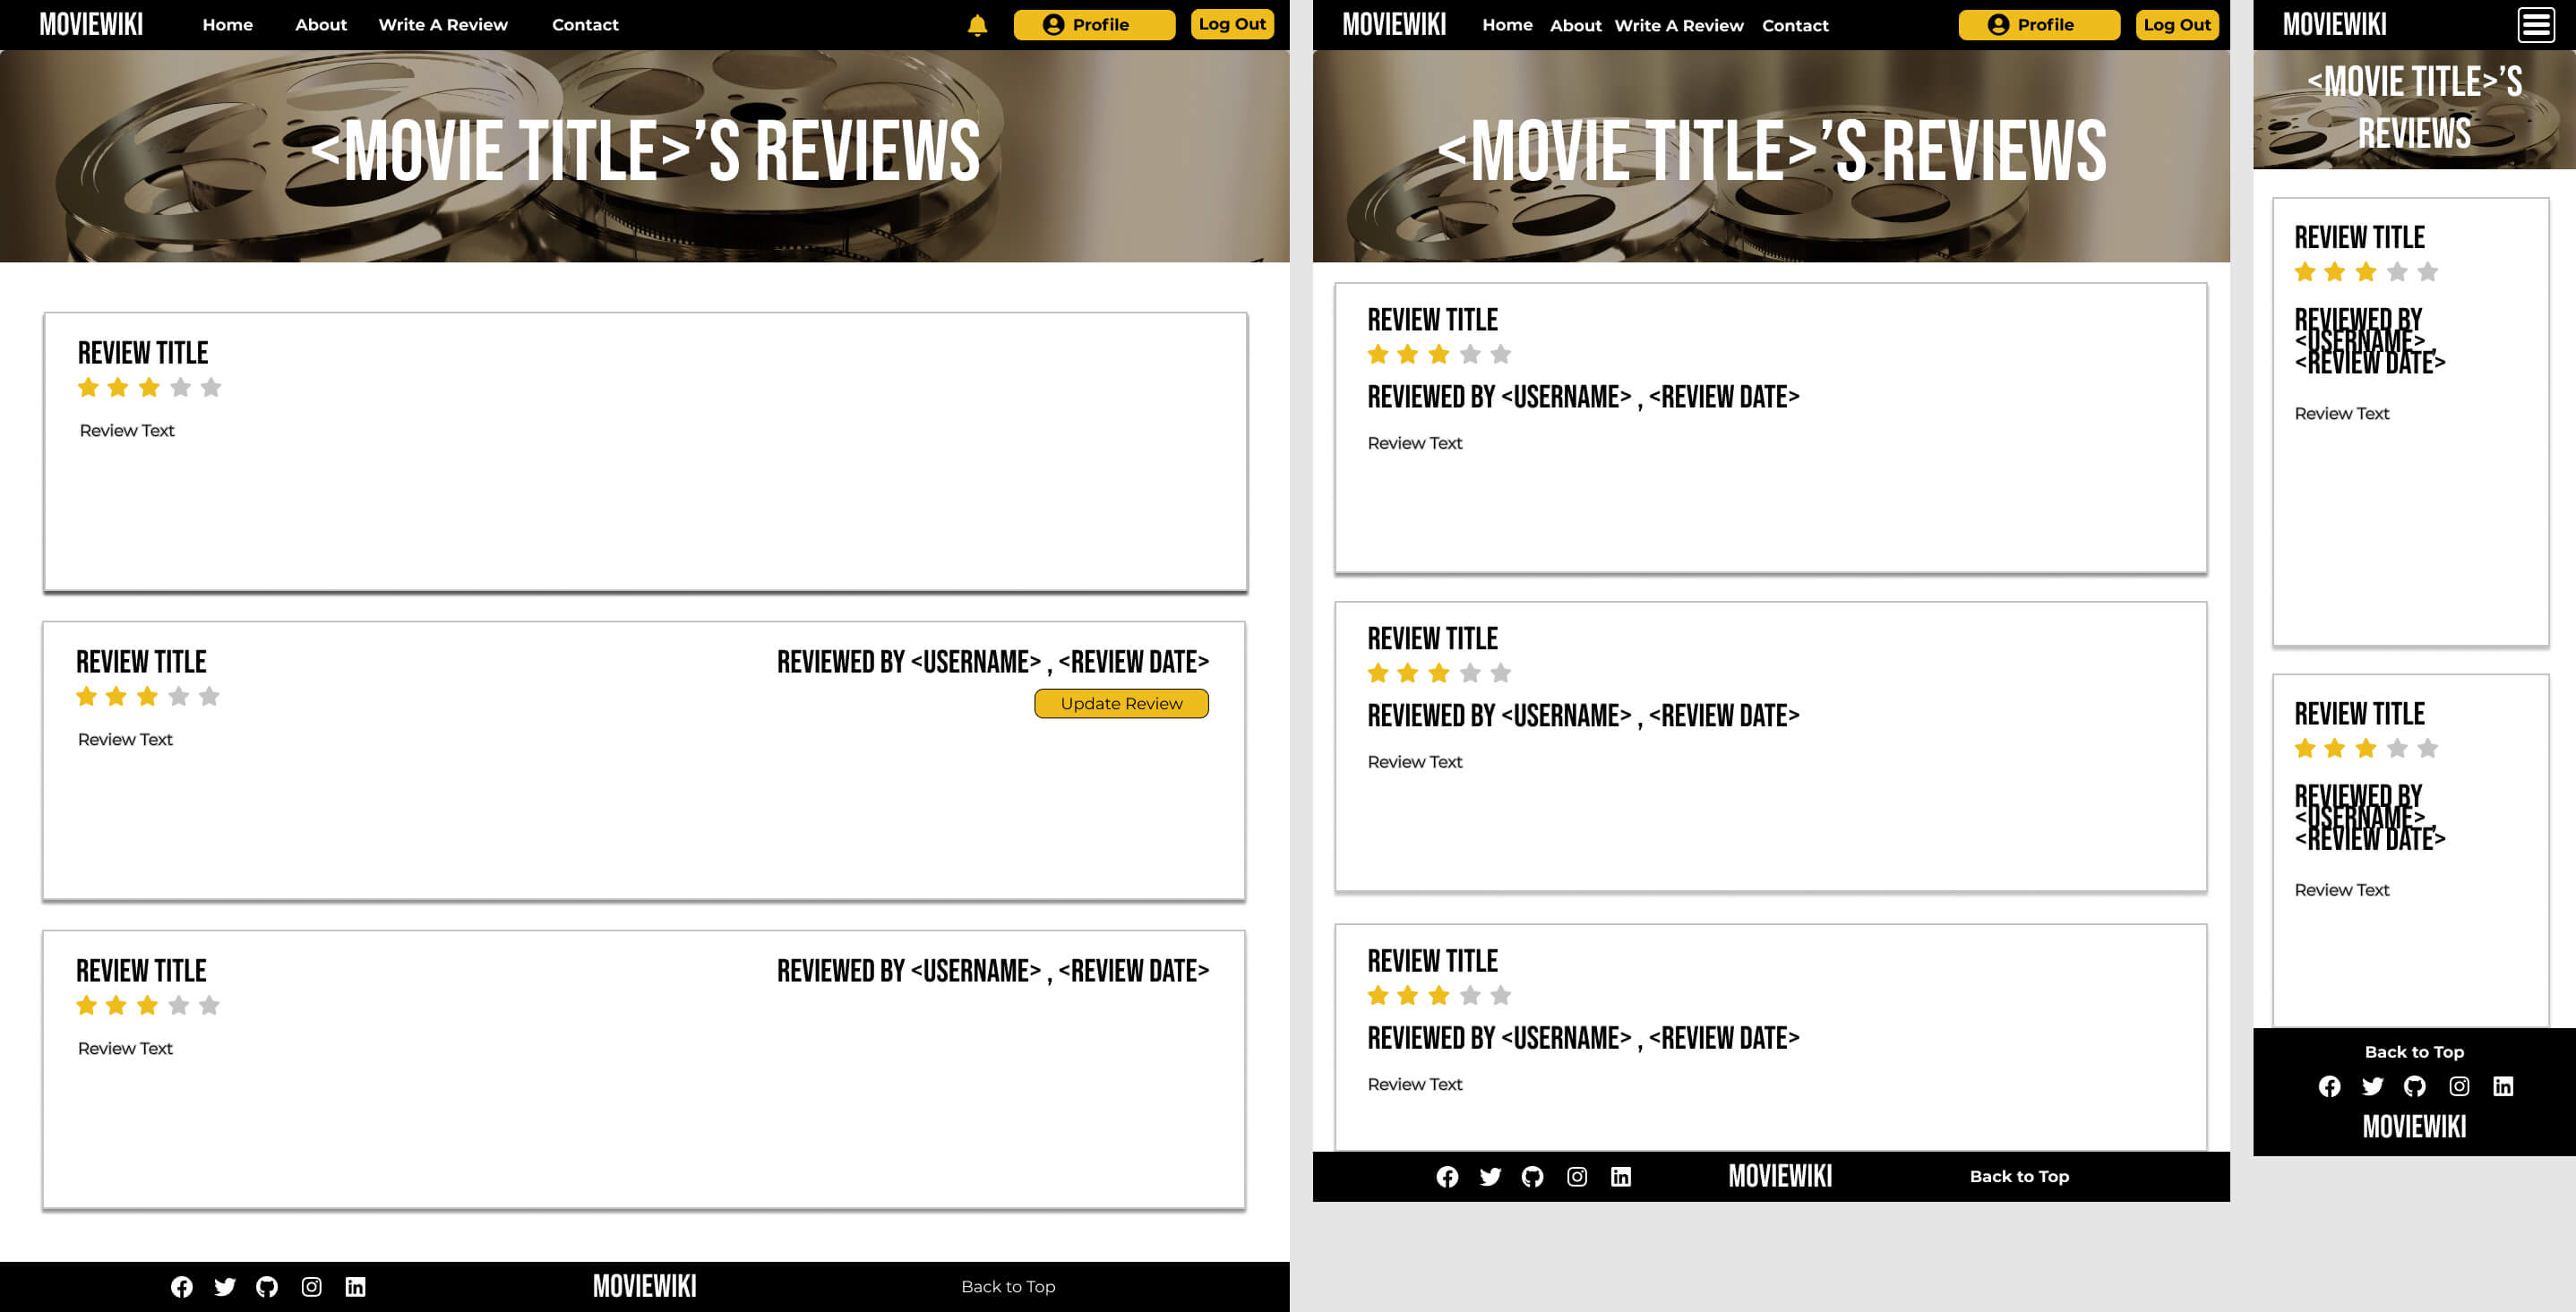 MOVIEWIKI
Home About Write A Review Contact
Profile
Log Out
<MOVIE TITLE>’S REVIEWS
REVIEW TITLE
Review Text
REVIEW TITLE
REVIEWED BY <USERNAME> , <REVIEW DATE>
Update Review
Review Text
REVIEW TITLE
REVIEWED BY <USERNAME> , <REVIEW DATE>
Review Text
MOVIEWIKI
Back to Top
MOVIEWIKI
Home About Write A Review Contact
Profile
Log Out
<MOVIE TITLE>’S REVIEWS
REVIEW TITLE
REVIEWED BY <USERNAME> , <REVIEW DATE>
Review Text
REVIEW TITLE
REVIEWED BY <USERNAME> , <REVIEW DATE>
Review Text
REVIEW TITLE
REVIEWED BY <USERNAME> , <REVIEW DATE>
Review Text
MOVIEWIKI
Back to Top
MOVIEWIKI
<MOVIE TITLE>’S
REVIEWS
REVIEW TITLE
REVIEWED BY
<USERNAME> ,
<REVIEW DATE>
Review Text
REVIEW TITLE
REVIEWED BY
<USERNAME> ,
<REVIEW DATE>
Review Text
Back to Top
MOVIEWIKI